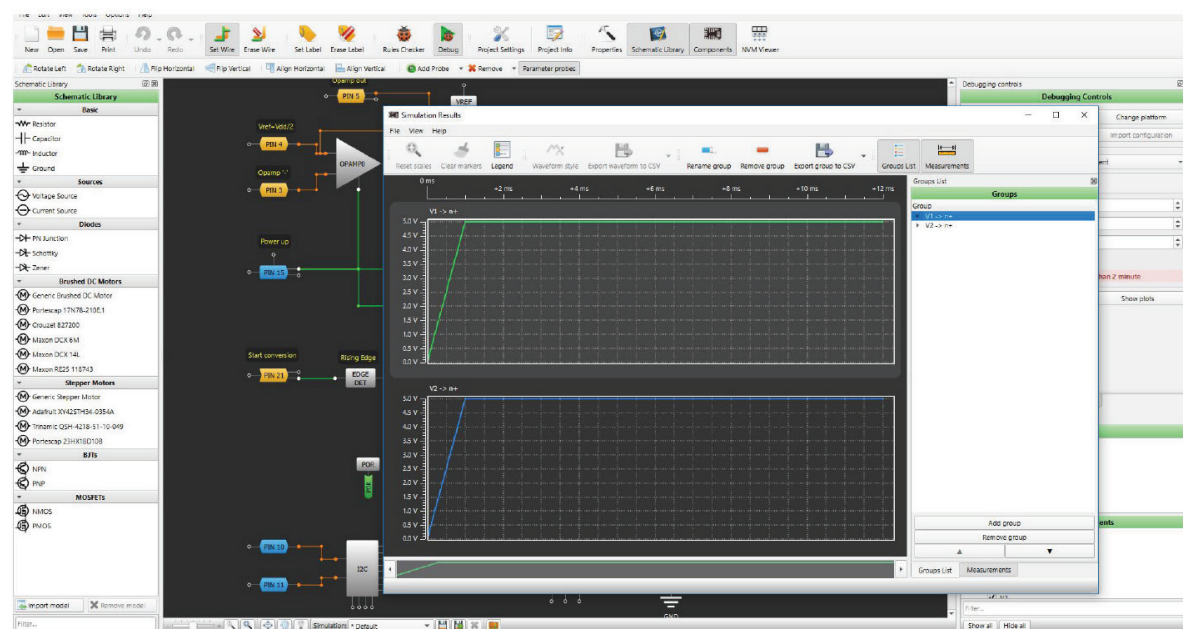 File Edit View Tools Options Help
New Open Save Print Undo Redo Set Wire Erase Wire Set Label Erase Label Rules Checker Debug Project Settings Project Info Properties Schematic Library Components NVM Viewer
Rotate Left Rotate Right Flip Horizontal Flip Vertical Align Horizontal Align Vertical Add Probe Remove Parameter probes
Schematic Library
Schematic Library
Basic
Resistor
Capacitor
Inductor
Ground
Sources
Voltage Source
Current Source
Diodes
PN Junction
Schottky
Zener
Brushed DC Motors
Generic Brushed DC Motor
Portescap 17N78-210E.1
Crouzet 827200
Maxon DCX 6M
Maxon DCX 14L
Maxon RE25 118743
Stepper Motors
Generic Stepper Motor
Adafruit XY42STH34-0354A
Trinamic QSH-4218-51-10-049
Portescap 23HX18D10B
BJTs
NPN
PNP
MOSFETs
NMOS
PMOS
Import model Remove model
Filter...
Opamp out
PIN 5
VREF
Vref=Vdd/2
PIN 4
OPAMP0
Opamp '-'
PIN 3
Power up
PIN 15
Start conversion
PIN 21
Rising Edge
EDGE
DET
POR
PIN 10
I2C
PIN 11
GND
Simulation: * Default
Simulation Results
File View Help
Reset scales Clear markers Legend Waveform style Export waveform to CSV Rename group Remove group Export group to CSV Groups List Measurements
0 ms
+2 ms +4 ms +6 ms +8 ms +10 ms +12 ms
V1 -> n+
5.0 V
4.5 V
4.0 V
3.5 V
3.0 V
2.5 V
2.0 V
1.5 V
1.0 V
0.5 V
0.0 V
V2 -> n+
5.0 V
4.5 V
4.0 V
3.5 V
3.0 V
2.5 V
2.0 V
1.5 V
1.0 V
0.5 V
0.0 V
Groups List
Groups
Group
V1 -> n+
V2 -> n+
Add group
Remove group
Groups List Measurements
Debugging controls
Debugging Controls
Change platform
Import configuration
than 2 minute
Show plots
Filter...
Show all Hide all